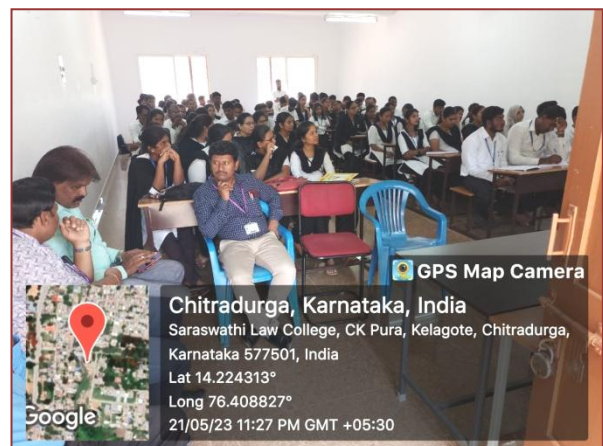 GPS Map Camera
Chitradurga, Karnataka, India
Saraswathi Law College, CK Pura, Kelagote, Chitradurga,
Karnataka 577501, India
Lat 14.224313°
Long 76.408827°
21/05/23 11:27 PM GMT +05:30
Google